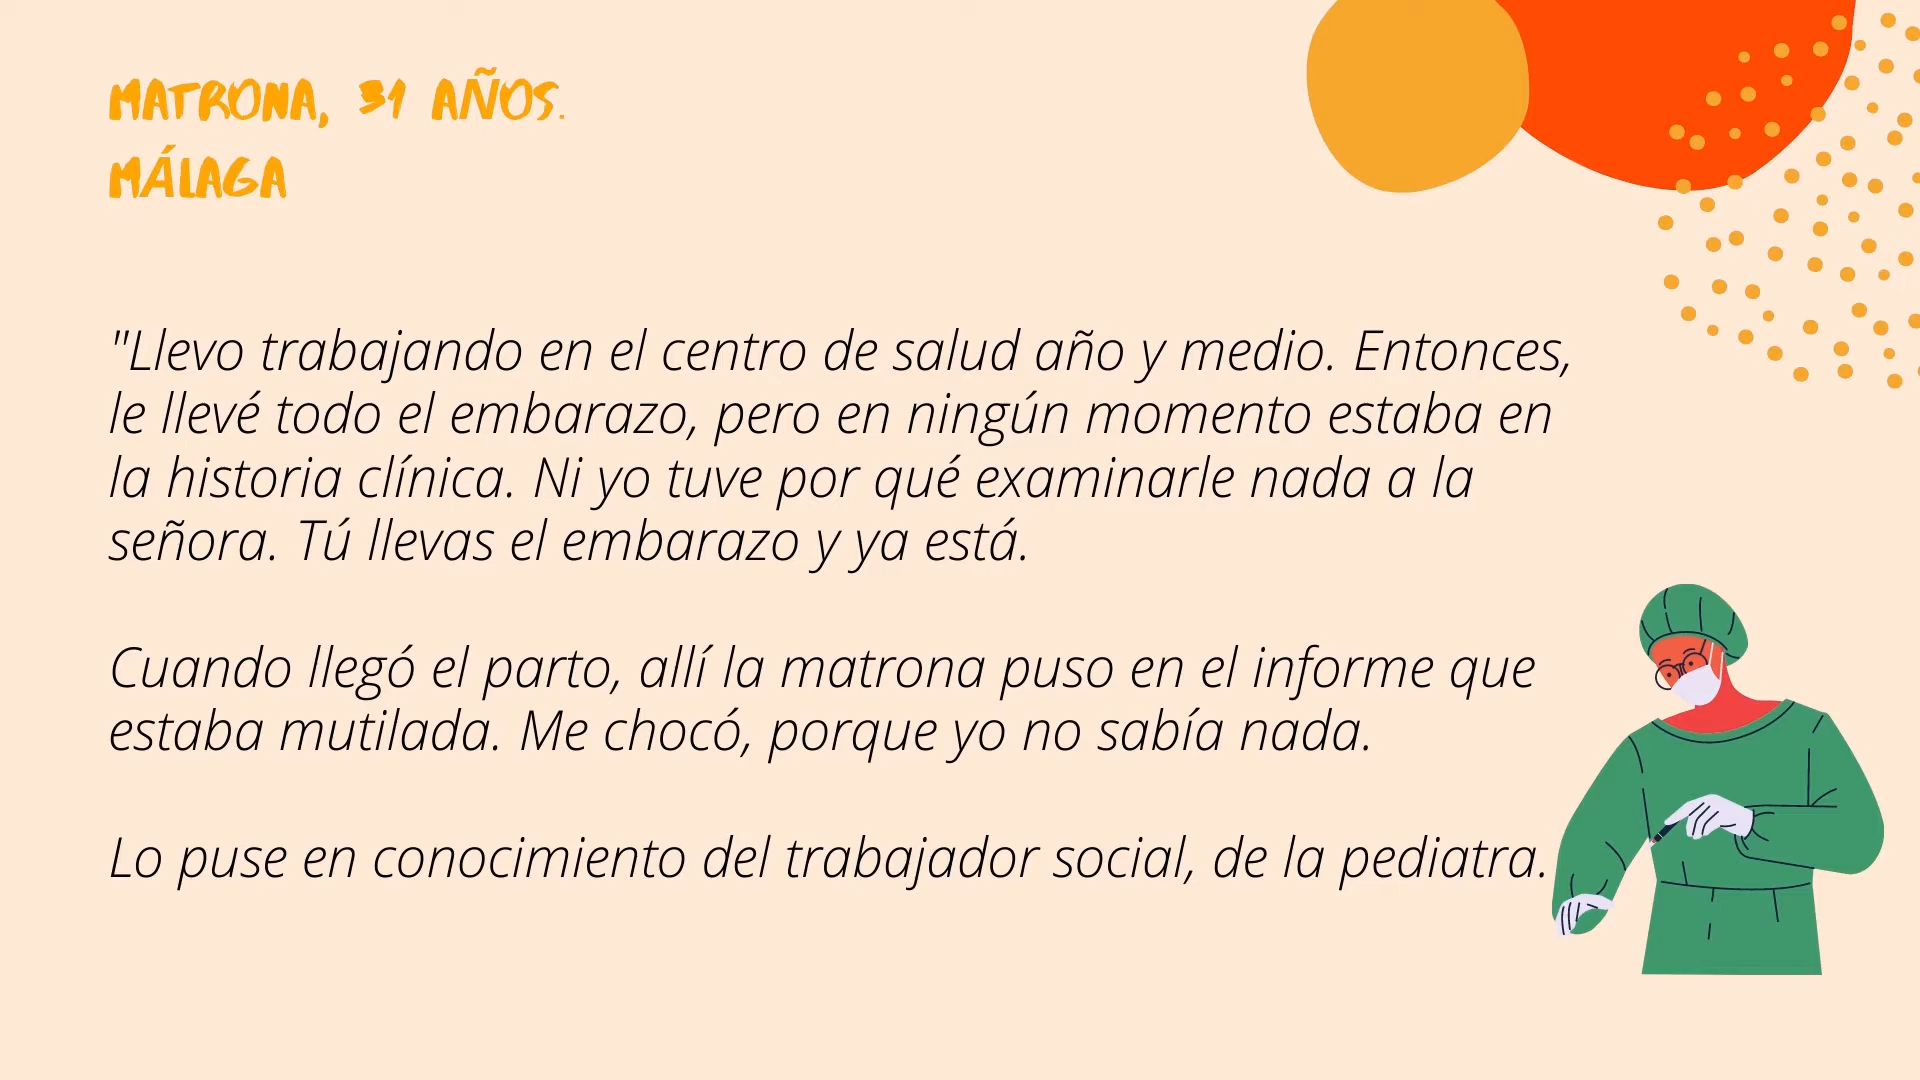 MATRONA, 31 AÑOS.
MÁLAGA
"Llevo trabajando en el centro de salud año y medio. Entonces,
le llevé todo el embarazo, pero en ningún momento estaba en
la historia clínica. Ni yo tuve por qué examinarle nada a la
señora. Tú llevas el embarazo y ya está.
Cuando llegó el parto, allí la matrona puso en el informe que
estaba mutilada. Me chocó, porque yo no sabía nada.
Lo puse en conocimiento del trabajador social, de la pediatra.